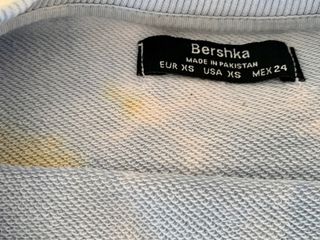 Bershka
MADE IN PAKISTAN
EUR XS USA XS MEX 24